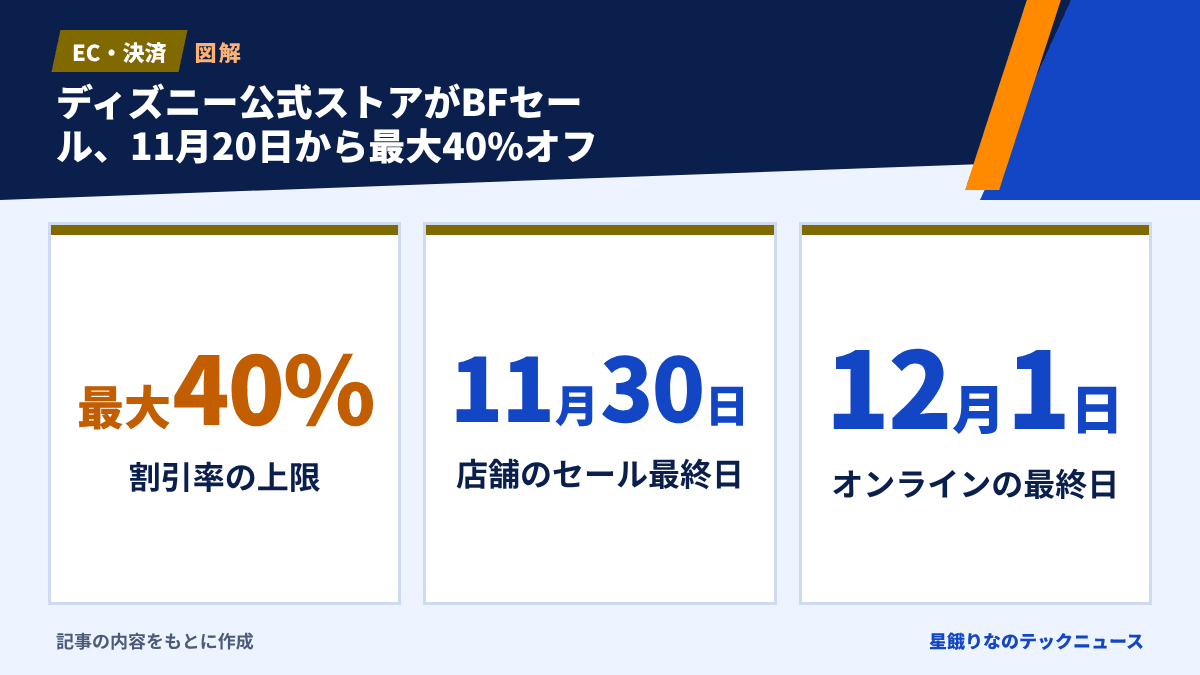 EC・決済 図解
ディズニー公式ストアがBFセー
ル、11月20日から最大40%オフ
最大40%
割引率の上限
11月30日
店舗のセール最終日
12月1日
オンラインの最終日
記事の内容をもとに作成
星餓りなのテックニュース